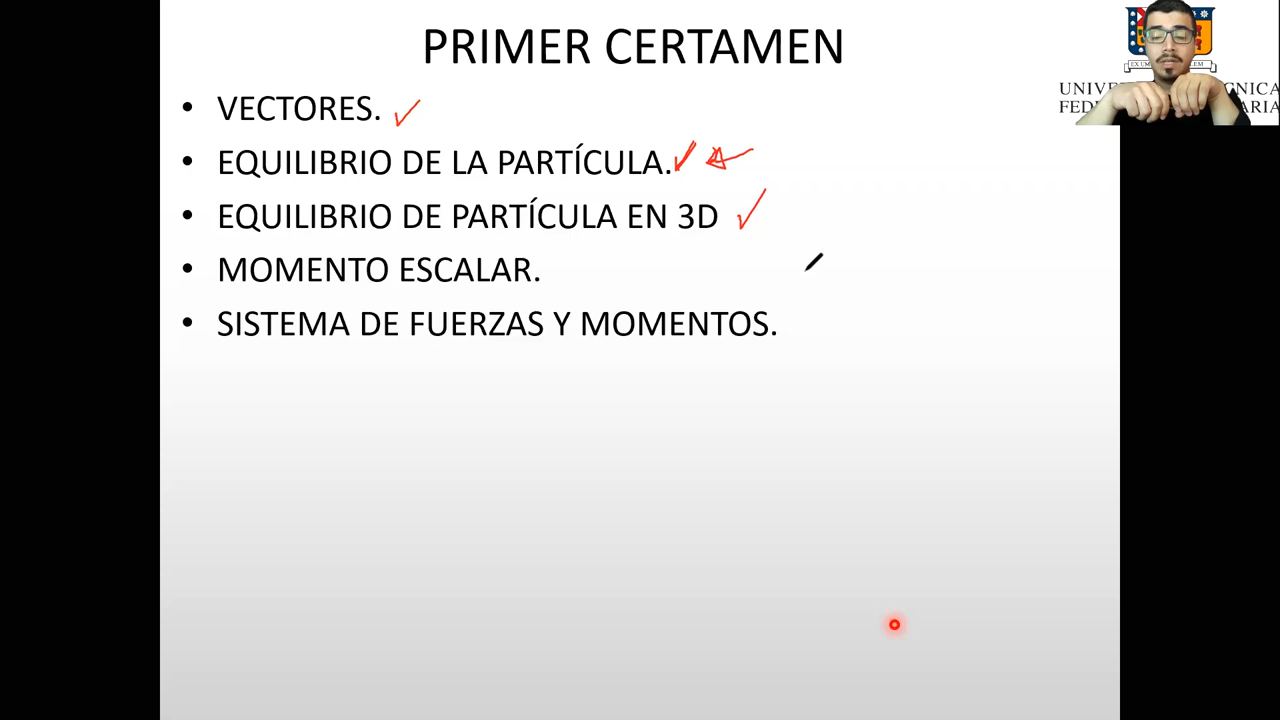 PRIMER CERTAMEN
• VECTORES.
• EQUILIBRIO DE LA PARTÍCULA.
• EQUILIBRIO DE PARTÍCULA EN 3D
• MOMENTO ESCALAR.
• SISTEMA DE FUERZAS Y MOMENTOS.